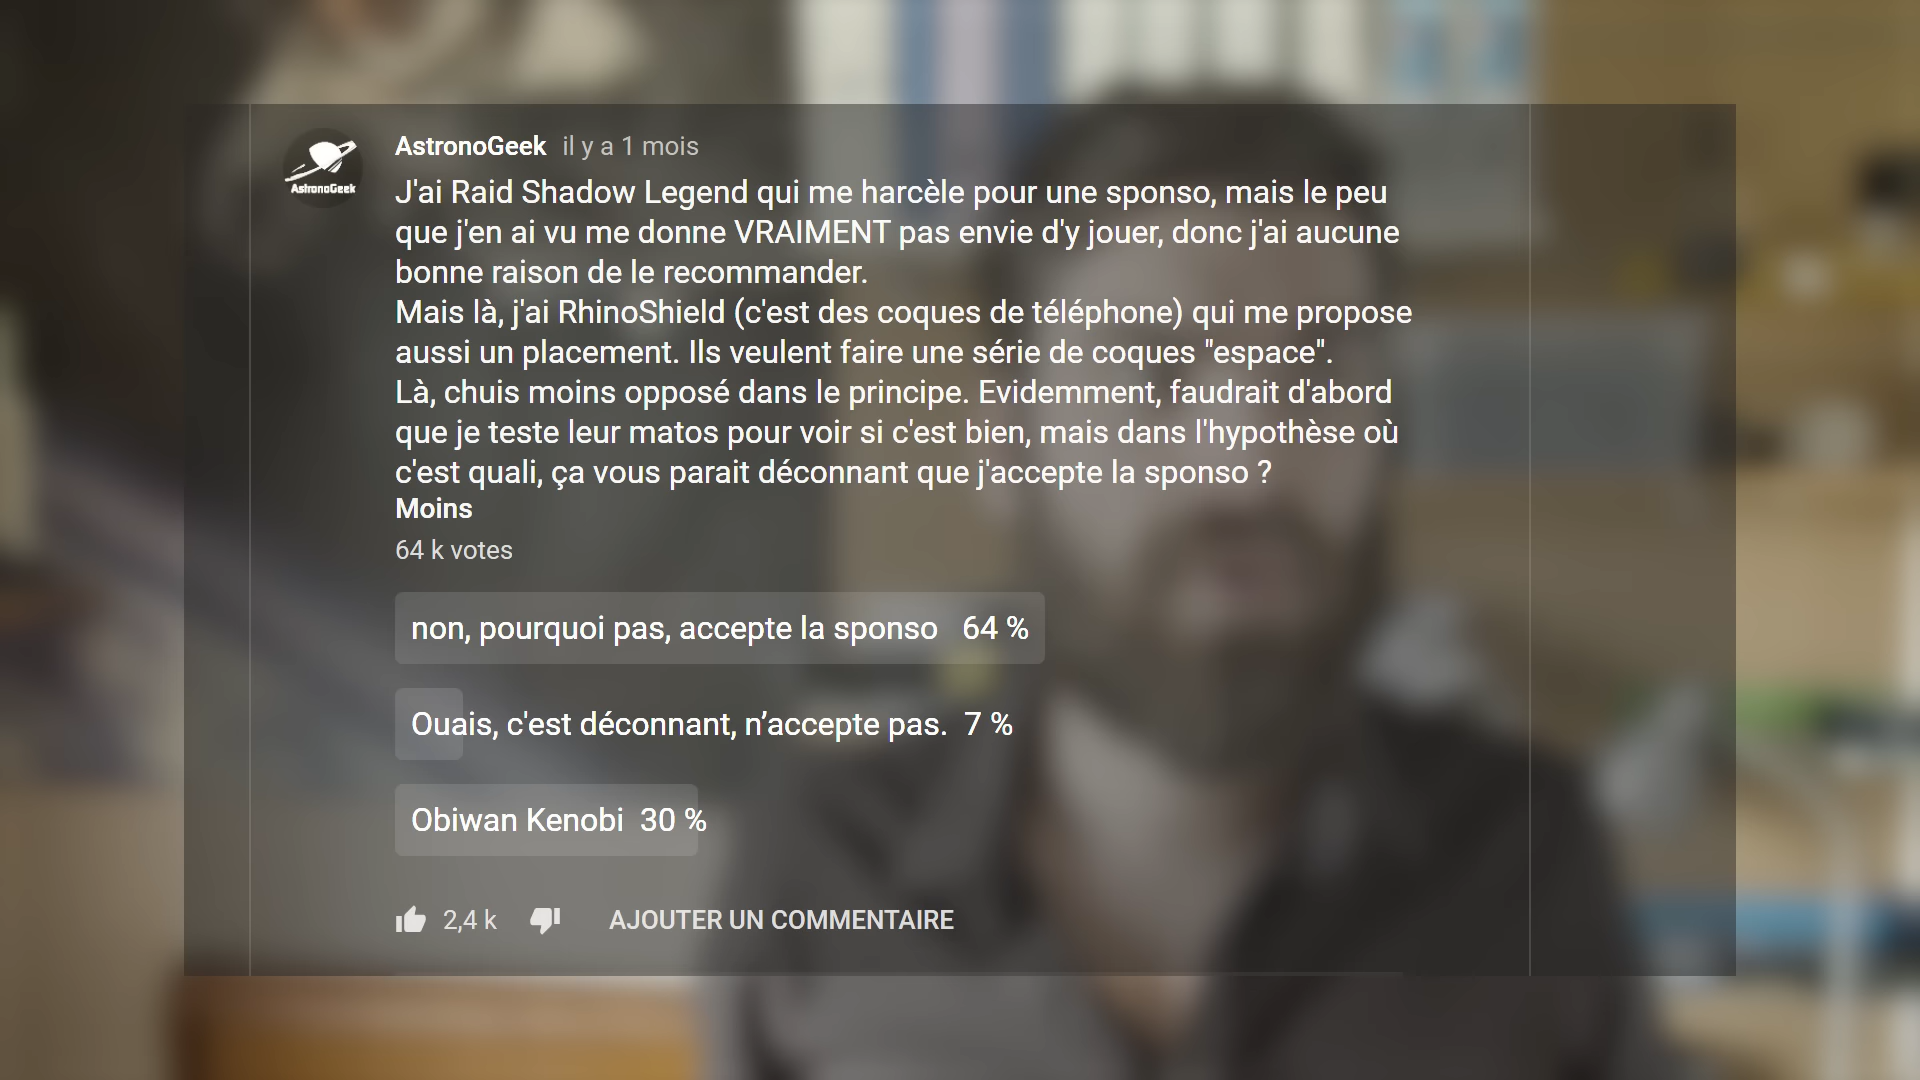 AstronoGeek il y a 1 mois
AstronoGeek
J'ai Raid Shadow Legend qui me harcèle pour une sponso, mais le peu
que j'en ai vu me donne VRAIMENT pas envie d'y jouer, donc j'ai aucune
bonne raison de le recommander.
Mais là, j'ai RhinoShield (c'est des coques de téléphone) qui me propose
aussi un placement. Ils veulent faire une série de coques "espace".
Là, chuis moins opposé dans le principe. Evidemment, faudrait d'abord
que je teste leur matos pour voir si c'est bien, mais dans l'hypothèse où
c'est quali, ça vous parait déconnant que j'accepte la sponso ?
Moins
64 k votes
non, pourquoi pas, accepte la sponso 64 %
Ouais, c'est déconnant, n’accepte pas. 7 %
Obiwan Kenobi 30 %
2,4 k AJOUTER UN COMMENTAIRE